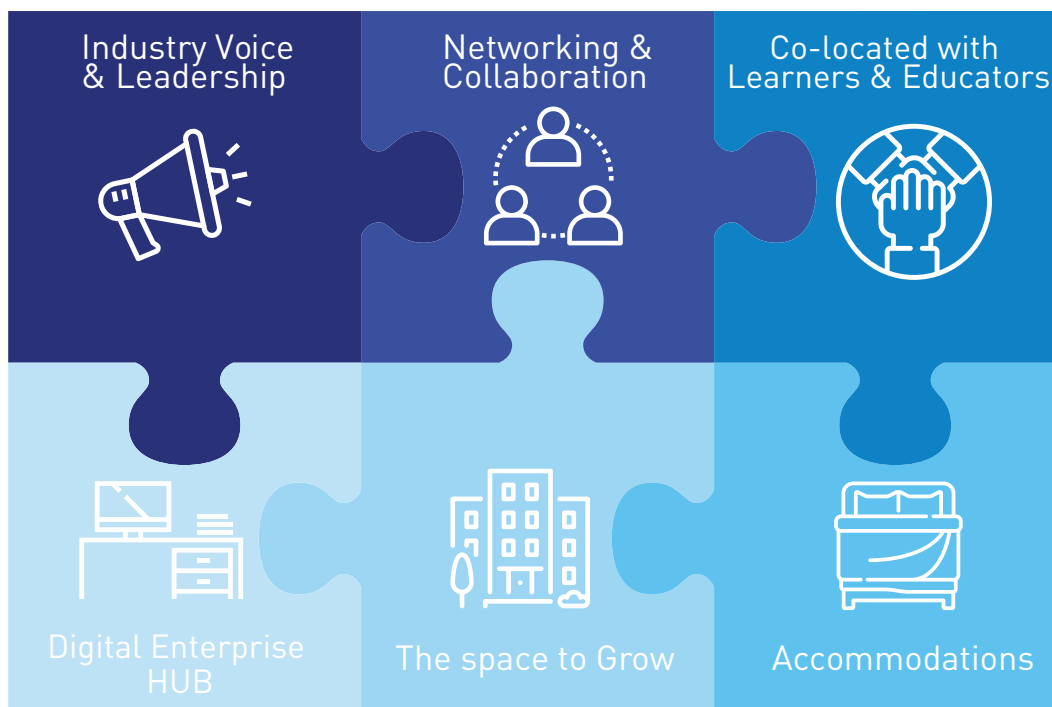 Industry Voice
& Leadership
Networking &
Collaboration
Co-located with
Learners & Educators
Digital Enterprise
HUB
The space to Grow
Accommodations